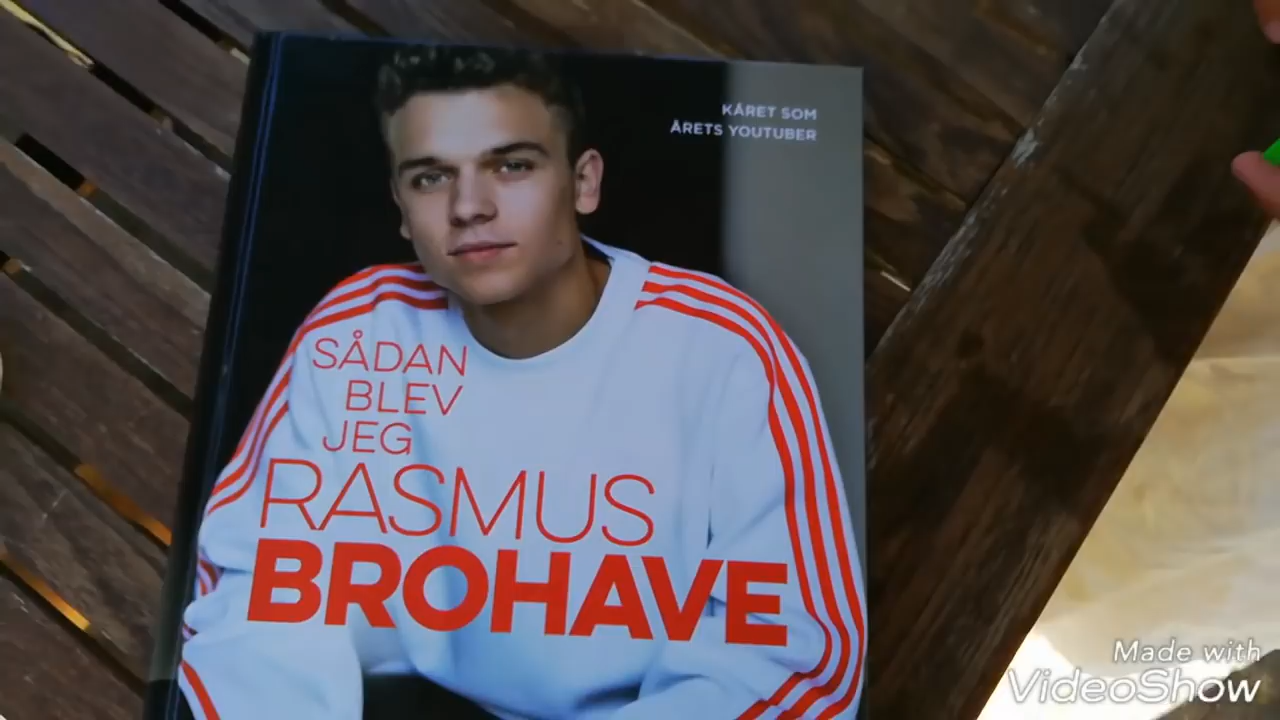 KÅRET SOM
ÅRETS YOUTUBER
SÅDAN
BLEV
JEG
RASMUS
BROHAVE
Made with
VideoShow